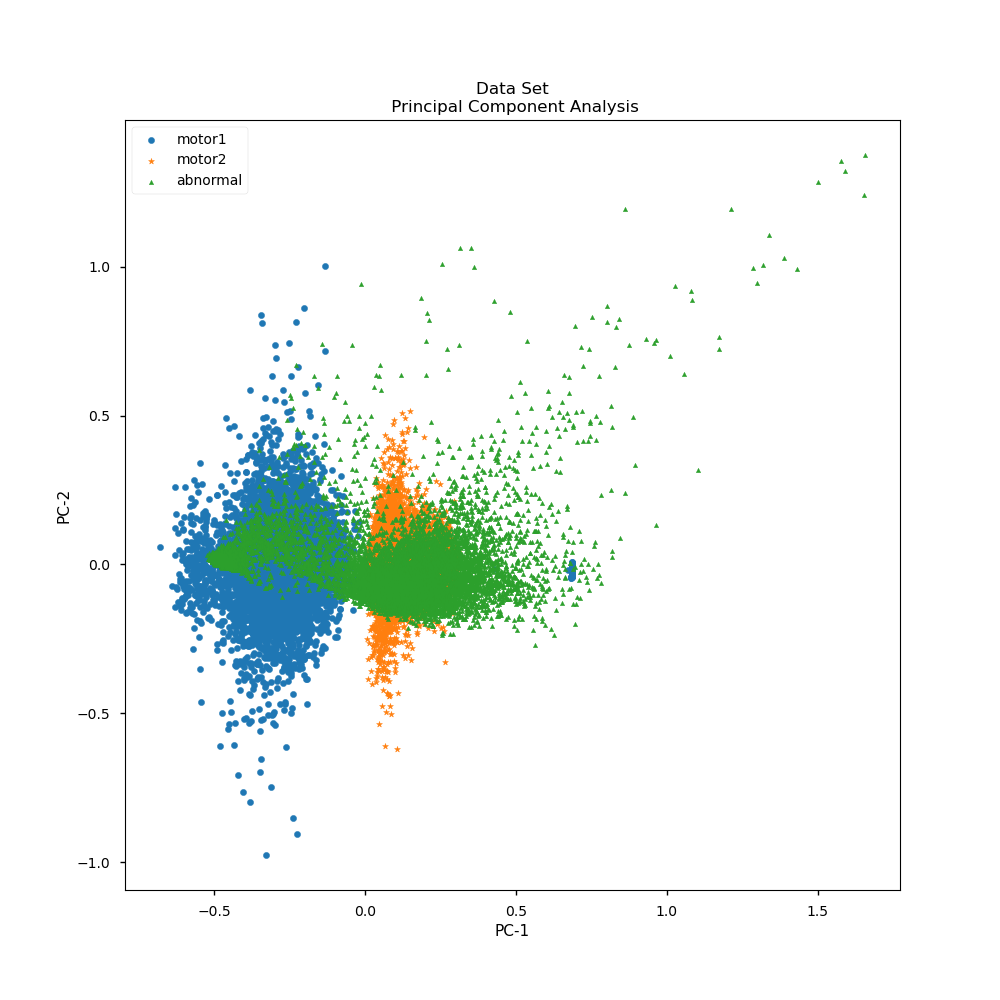 Data Set
Principal Component Analysis
motor1
motor2
abnormal
1.0
0.5
0.0
−0.5
−1.0
PC-2
−0.5
0.0
0.5
1.0
1.5
PC-1